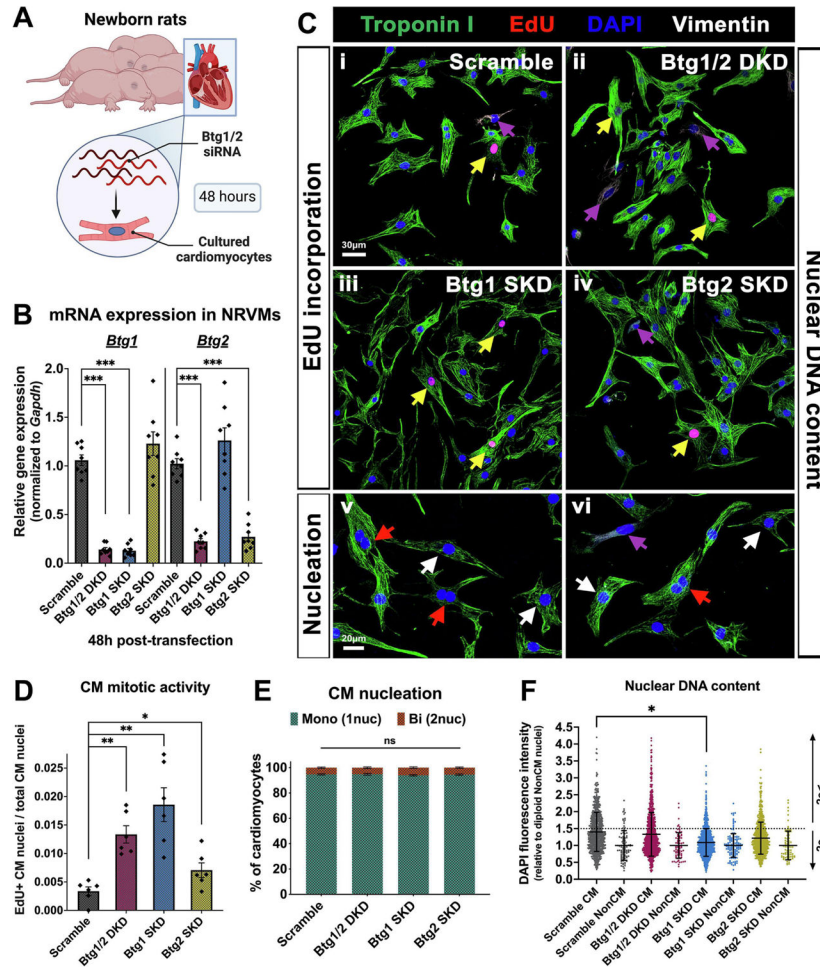 A
Newborn rats
Btg1/2
siRNA
48 hours
Cultured
cardiomyocytes
B
mRNA expression in NRVMs
Btg1
Btg2
***
***
***
***
Relative gene expression
(normalized to Gapdh)
2.0
1.5
1.0
0.5
0.0
Scramble
Btg1/2 DKD
Btg1 SKD
Btg2 SKD
Scramble
Btg1/2 DKD
Btg1 SKD
Btg2 SKD
48h post-transfection
C
Troponin I EdU DAPI Vimentin
EdU incorporation
Nucleation
Nuclear DNA content
i
Scramble
30µm
ii
Btg1/2 DKD
iii
Btg1 SKD
iv
Btg2 SKD
v
20µm
vi
D
CM mitotic activity
*
**
**
EdU+ CM nuclei / total CM nuclei
0.025
0.020
0.015
0.010
0.005
0.000
Scramble
Btg1/2 DKD
Btg1 SKD
Btg2 SKD
E
CM nucleation
Mono (1nuc) Bi (2nuc)
ns
% of cardiomyocytes
100
80
60
40
20
0
Scramble
Btg1/2 DKD
Btg1 SKD
Btg2 SKD
F
Nuclear DNA content
*
DAPI fluorescence intensity
(relative to diploid NonCM nuclei)
4.5
4.0
3.5
3.0
2.5
2.0
1.5
1.0
0.5
0.0
Scramble CM
Scramble NonCM
Btg1/2 DKD CM
Btg1/2 DKD NonCM
Btg1 SKD CM
Btg1 SKD NonCM
Btg2 SKD CM
Btg2 SKD NonCM